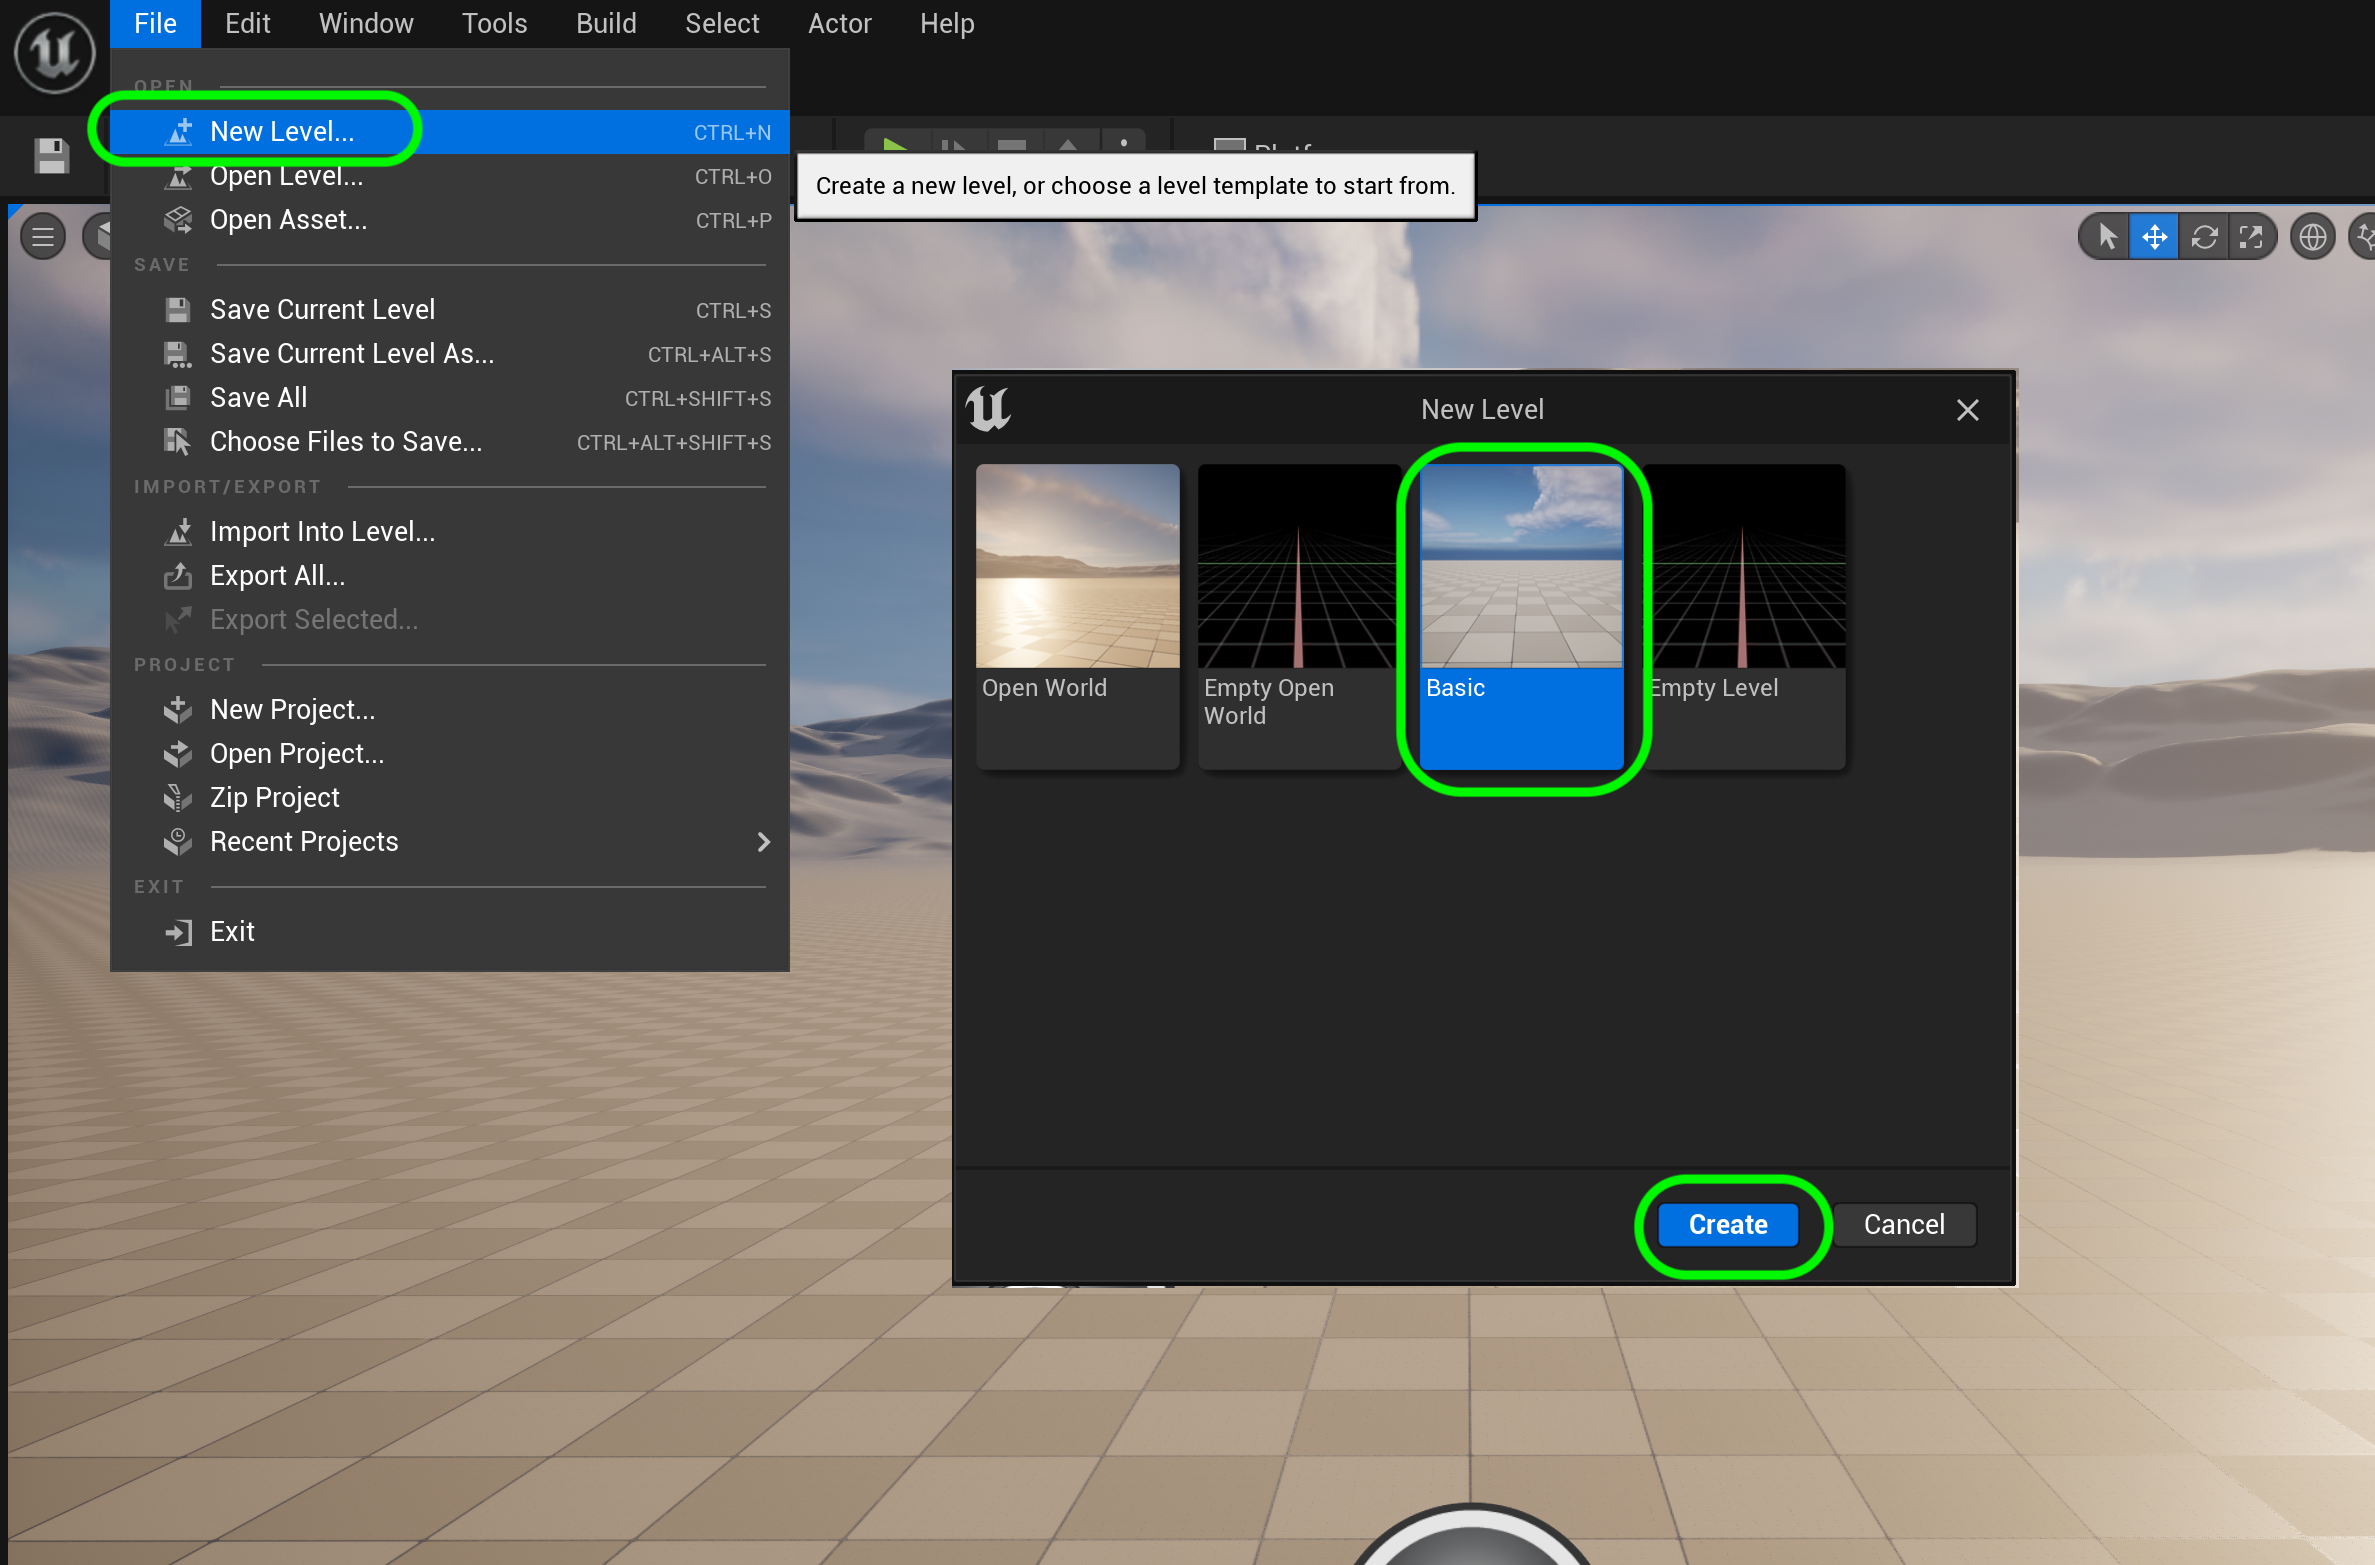 File Edit Window Tools Build Select Actor Help
OPEN
New Level... CTRL+N
Open Level... CTRL+O
Open Asset... CTRL+P
SAVE
Save Current Level CTRL+S
Save Current Level As... CTRL+ALT+S
Save All CTRL+SHIFT+S
Choose Files to Save... CTRL+ALT+SHIFT+S
IMPORT/EXPORT
Import Into Level...
Export All...
Export Selected...
PROJECT
New Project...
Open Project...
Zip Project
Recent Projects
EXIT
Exit
Create a new level, or choose a level template to start from.
New Level
Open World
Empty Open
World
Basic
Empty Level
Create Cancel